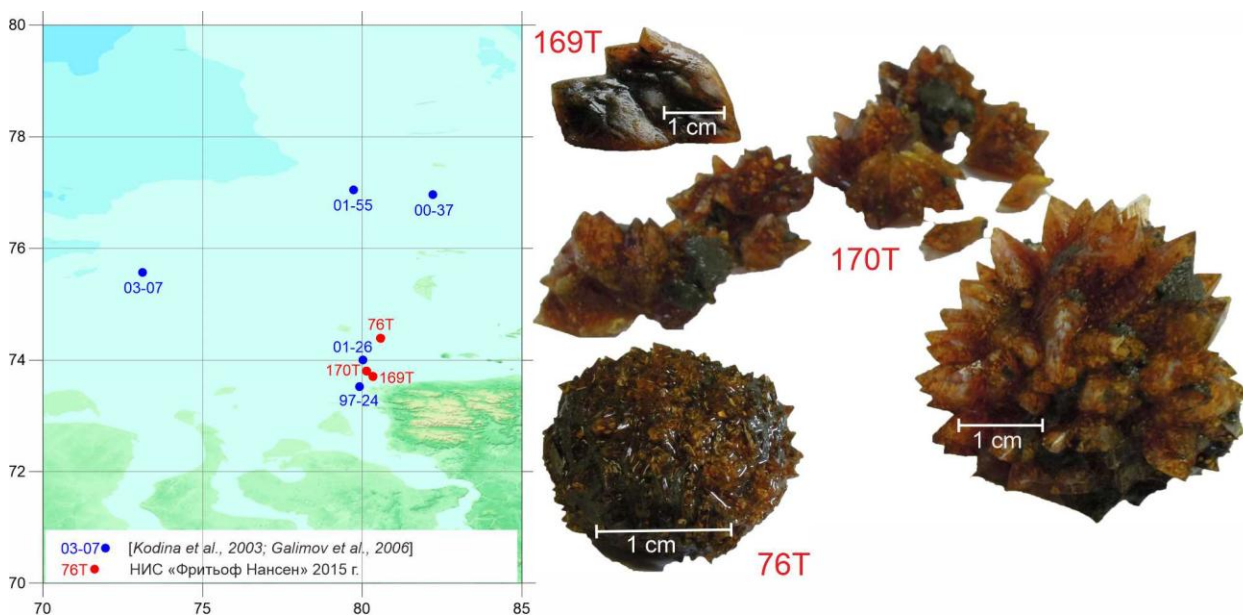 80
78
76
74
72
70
70
75
80
85
01-55
00-37
03-07
76T
01-26
170T
169T
97-24
03-07 [Kodina et al., 2003; Galimov et al., 2006]
76T НИС «Фритьоф Нансен» 2015 г.
169T
1 cm
170T
1 cm
1 cm
76T